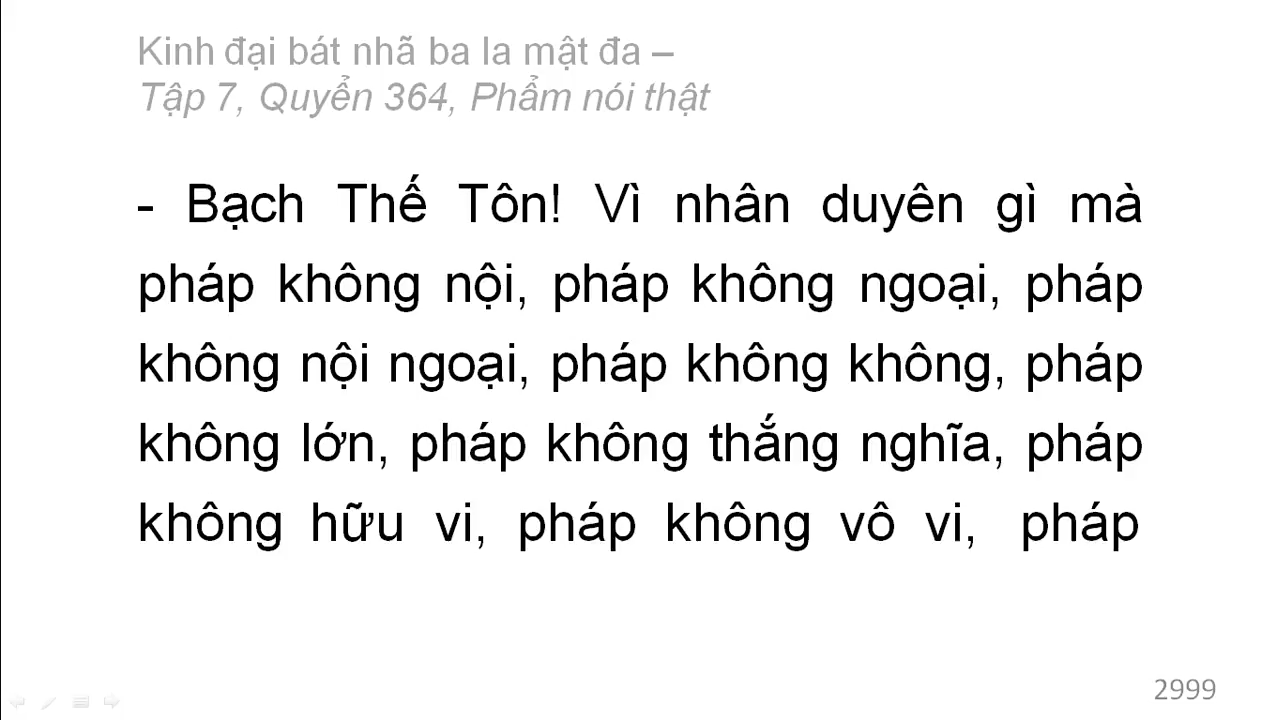 Kinh đại bát nhã ba la mật đa –
Tập 7, Quyển 364, Phẩm nói thật
- Bạch Thế Tôn! Vì nhân duyên gì mà
pháp không nội, pháp không ngoại, pháp
không nội ngoại, pháp không không, pháp
không lớn, pháp không thắng nghĩa, pháp
không hữu vi, pháp không vô vi, pháp
2999